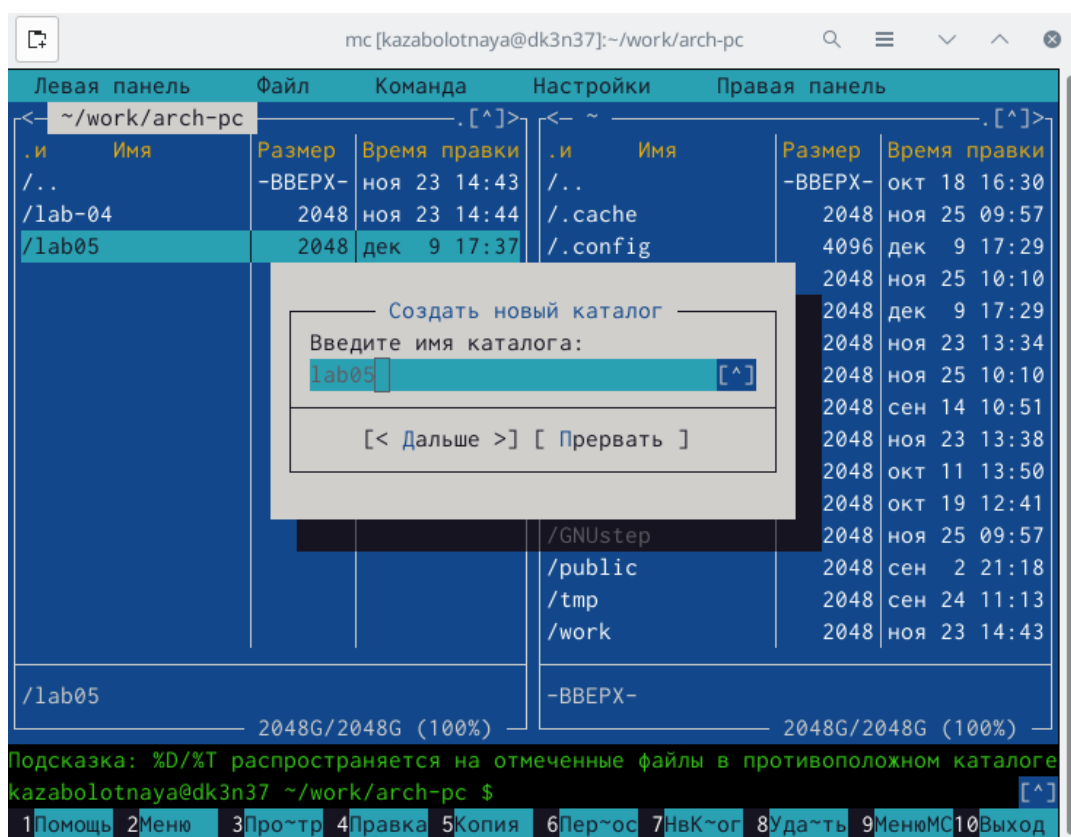 mc [kazabolotnaya@dk3n37]:~/work/arch-pc
Левая панель Файл Команда Настройки Правая панель
<— ~/work/arch-pc .[^]> <— ~ .[^]>
.и Имя Размер Время правки .и Имя Размер Время правки
/.. -ВВЕРХ- ноя 23 14:43 /.. -ВВЕРХ- окт 18 16:30
/lab-04 2048 ноя 23 14:44 /.cache 2048 ноя 25 09:57
/lab05 2048 дек 9 17:37 /.config 4096 дек 9 17:29
2048 ноя 25 10:10
Создать новый каталог 2048 дек 9 17:29
Введите имя каталога: 2048 ноя 23 13:34
lab05 [^] 2048 ноя 25 10:10
2048 сен 14 10:51
[< Дальше >] [ Прервать ] 2048 ноя 23 13:38
2048 окт 11 13:50
2048 окт 19 12:41
/GNUstep 2048 ноя 25 09:57
/public 2048 сен 2 21:18
/tmp 2048 сен 24 11:13
/work 2048 ноя 23 14:43
/lab05 -ВВЕРХ-
2048G/2048G (100%) 2048G/2048G (100%)
Подсказка: %D/%T распространяется на отмеченные файлы в противоположном каталоге
kazabolotnaya@dk3n37 ~/work/arch-pc $ [^]
1Помощь 2Меню 3Про~тр 4Правка 5Копия 6Пер~ос 7НвК~ог 8Уда~ть 9МенюМС 10Выход